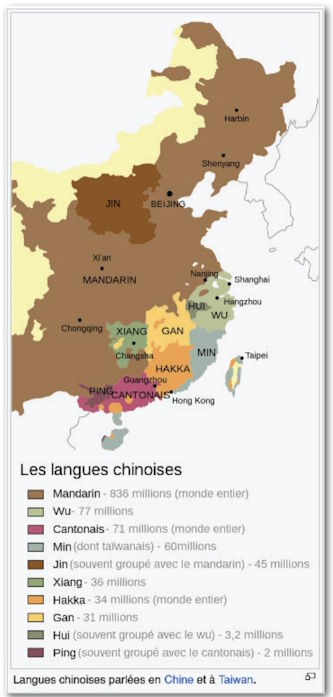 Harbin
Shenyang
JIN
BEIJING
Xi'an
MANDARIN
Nanjing
Shanghai
HUI
Hangzhou
WU
Chongqing
XIANG
GAN
Changsha
MIN
Taipei
HAKKA
Guangzhou
PING
CANTONAIS
Hong Kong
Les langues chinoises
Mandarin - 836 millions (monde entier)
Wu - 77 millions
Cantonais - 71 millions (monde entier)
Min (dont taïwanais) - 60millions
Jin (souvent groupé avec le mandarin) - 45 millions
Xiang - 36 millions
Hakka - 34 millions (monde entier)
Gan - 31 millions
Hui (souvent groupé avec le wu) - 3,2 millions
Ping (souvent groupé avec le cantonais) - 2 millions
Langues chinoises parlées en Chine et à Taiwan.